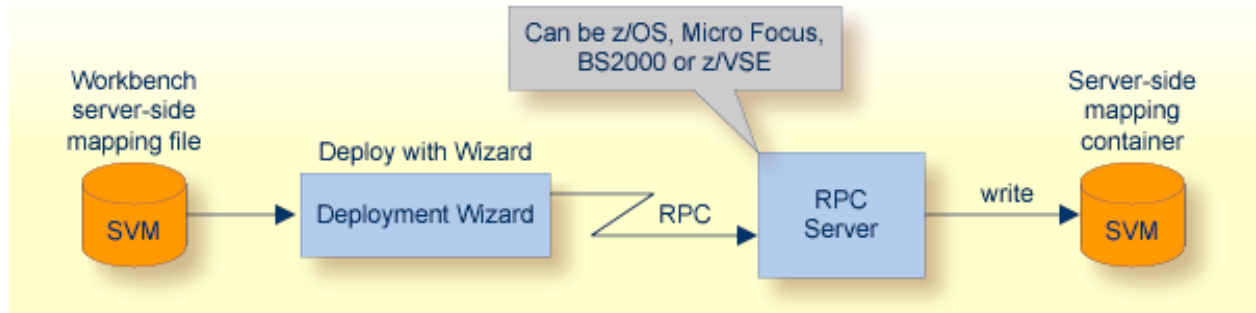 Can be z/OS, Micro Focus,
BS2000 or z/VSE
Workbench
server-side
mapping file
SVM
Deploy with Wizard
Deployment Wizard
RPC
RPC
Server
write
Server-side
mapping
container
SVM